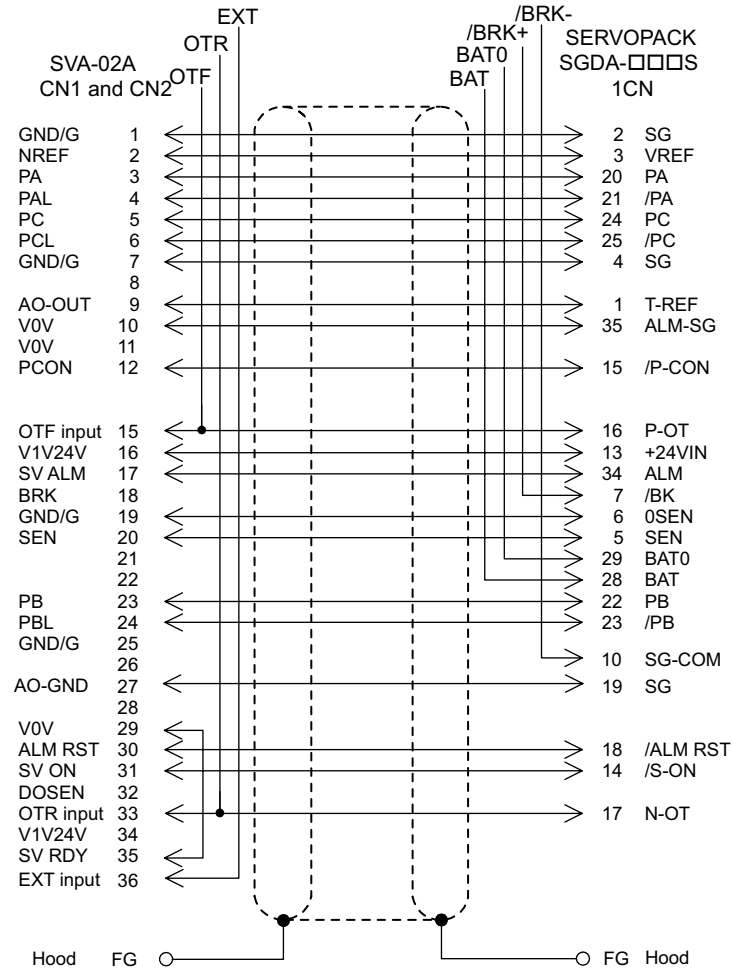 EXT
/BRK-
OTR
/BRK+
SERVOPACK
SVA-02A
OTF
BAT0
SGDA-□□□S
CN1 and CN2
BAT
1CN
GND/G 1 2 SG
NREF 2 3 VREF
PA 3 20 PA
PAL 4 21 /PA
PC 5 24 PC
PCL 6 25 /PC
GND/G 7 4 SG
8
AO-OUT 9 1 T-REF
V0V 10 35 ALM-SG
V0V 11
PCON 12 15 /P-CON
OTF input 15 16 P-OT
V1V24V 16 13 +24VIN
SV ALM 17 34 ALM
BRK 18 7 /BK
GND/G 19 6 0SEN
SEN 20 5 SEN
21 29 BAT0
22 28 BAT
PB 23 22 PB
PBL 24 23 /PB
GND/G 25
26 10 SG-COM
AO-GND 27 19 SG
28
V0V 29
ALM RST 30 18 /ALM RST
SV ON 31 14 /S-ON
DOSEN 32
OTR input 33 17 N-OT
V1V24V 34
SV RDY 35
EXT input 36
Hood FG FG Hood